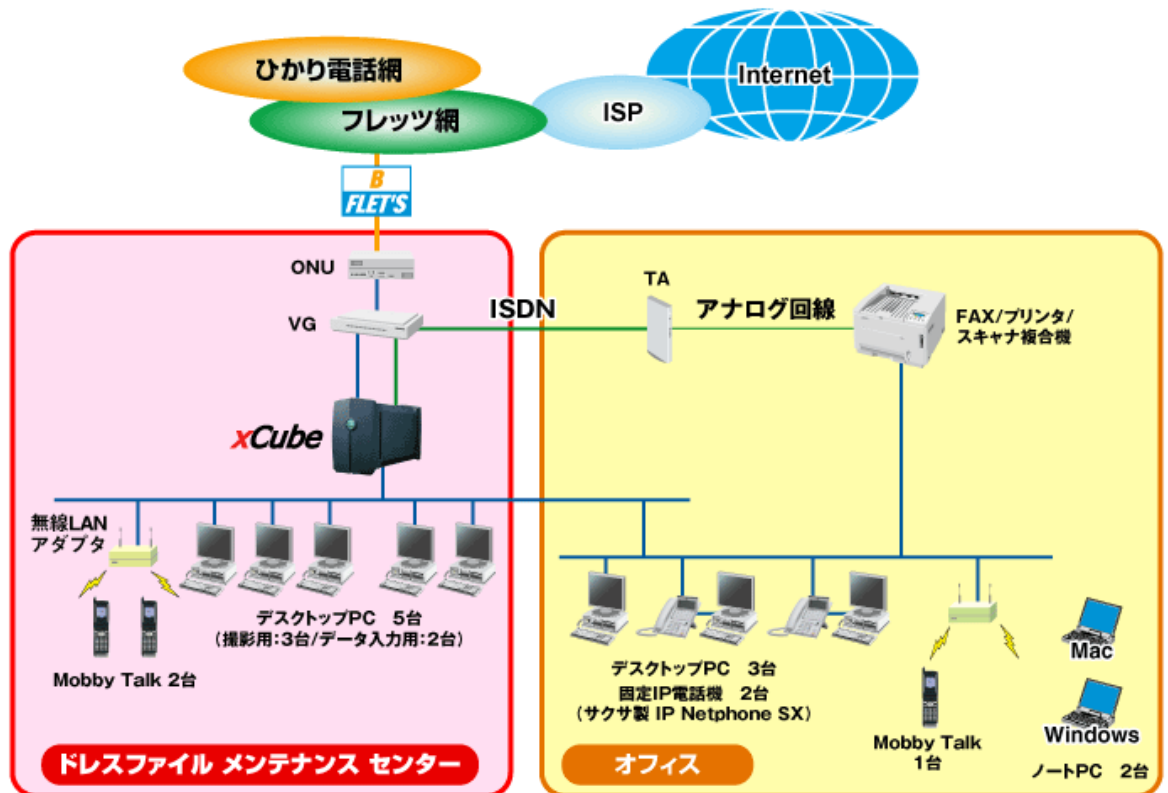 ひかり電話網
Internet
ISP
フレッツ網
B
FLET'S
ONU
VG
ISDN
TA
アナログ回線
FAX/プリンタ/
スキャナ複合機
xCube
無線LAN
アダプタ
デスクトップPC 5台
（撮影用：3台/データ入力用：2台）
Mobby Talk 2台
ドレスファイル メンテナンス センター
デスクトップPC 3台
固定IP電話機 2台
（サクサ製 IP Netphone SX）
Mobby Talk
1台
Mac
Windows
ノートPC 2台
オフィス